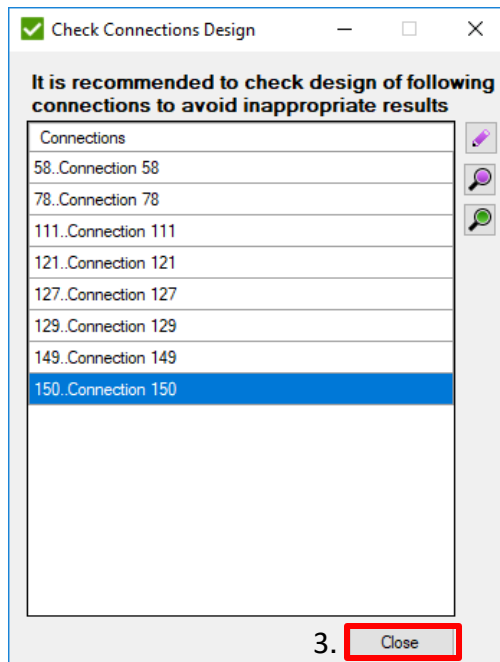 Check Connections Design
It is recommended to check design of following
connections to avoid inappropriate results
Connections
58..Connection 58
78..Connection 78
111..Connection 111
121..Connection 121
127..Connection 127
129..Connection 129
149..Connection 149
150..Connection 150
3. Close